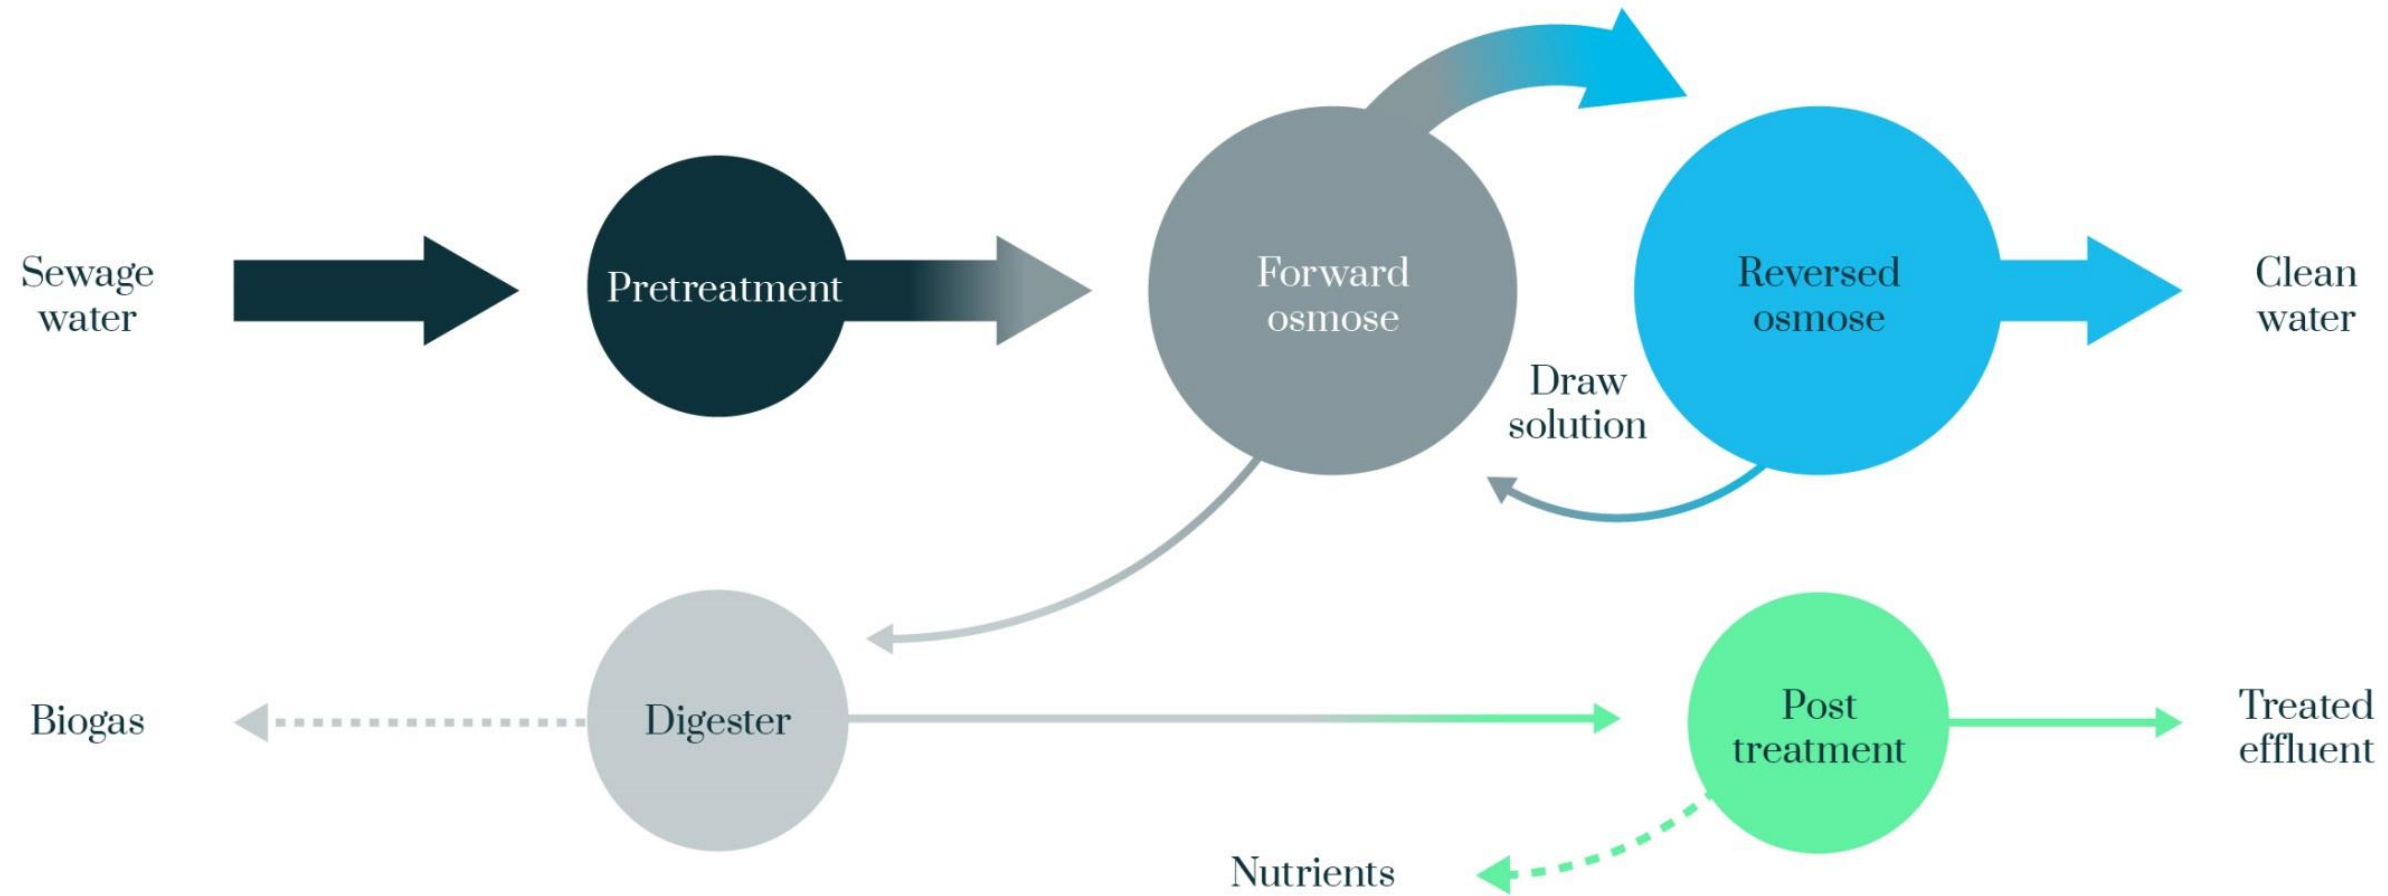 Sewage
water
Pretreatment
Forward
osmose
Reversed
osmose
Clean
water
Draw
solution
Biogas
Digester
Post
treatment
Treated
effluent
Nutrients